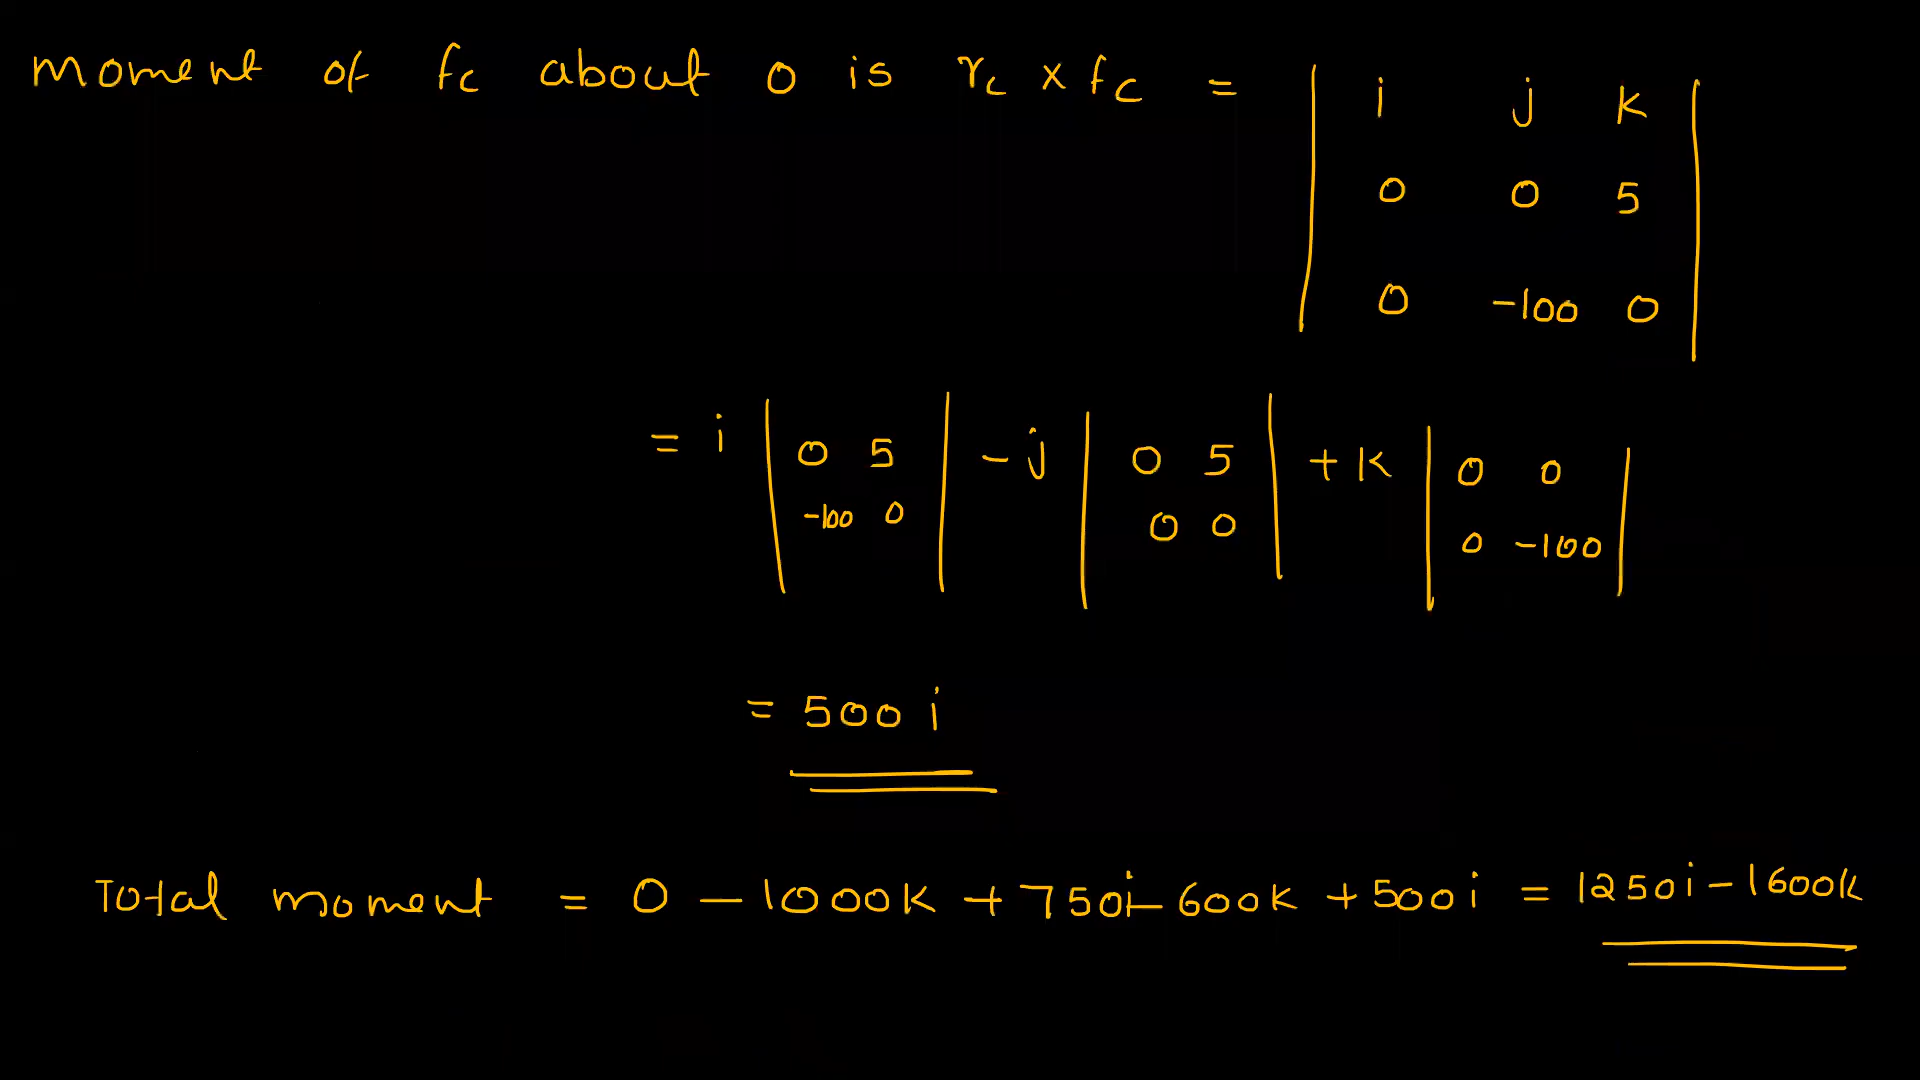 moment of fc about 0 is rc x fc = | i j k |
0 0 5
0 -100 0
= i | 0 5 | - j | 0 5 | + k | 0 0 |
-100 0 0 0 0 -100
= 500 i
Total moment = 0 - 1000k + 750i - 600k + 500i = 1250i - 1600k